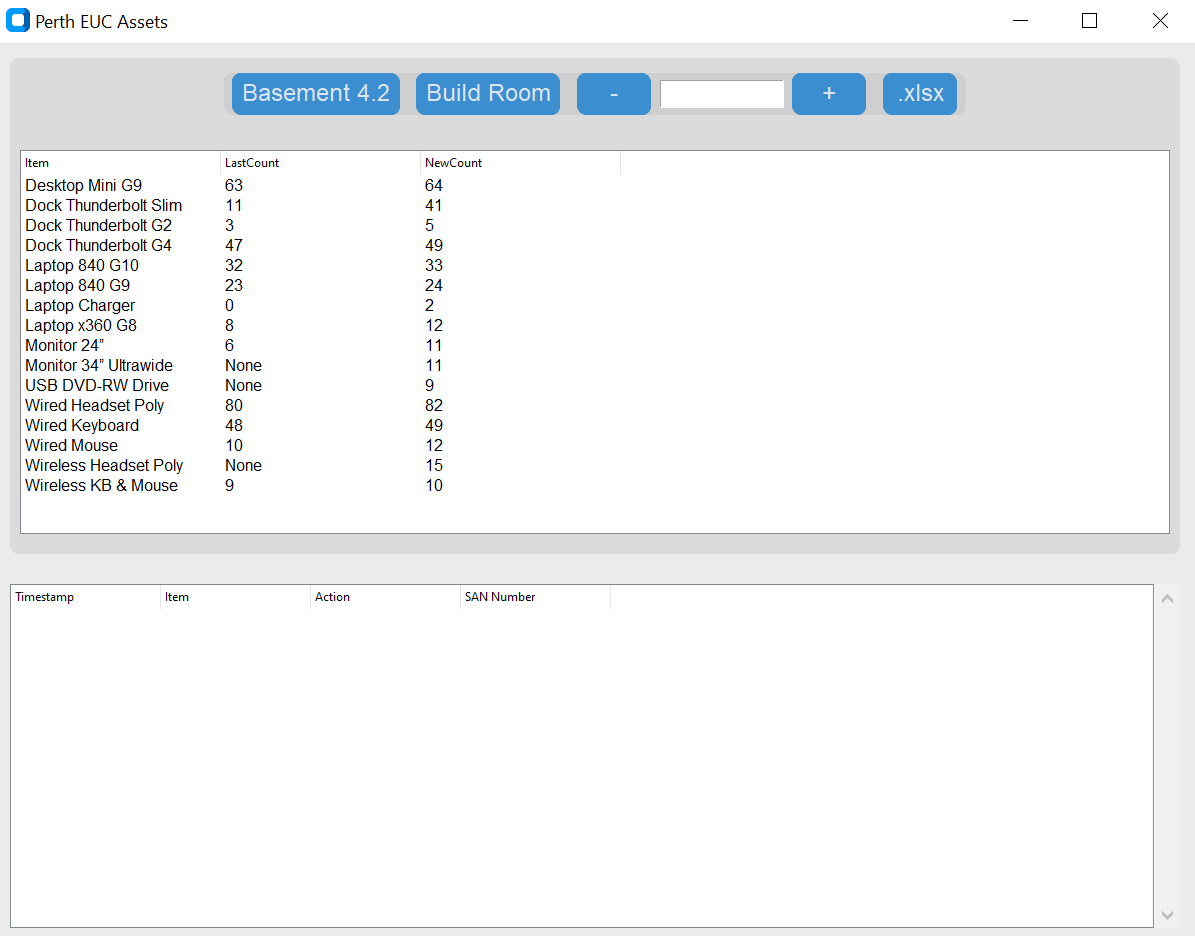 Perth EUC Assets
Basement 4.2 Build Room - + .xlsx
Item LastCount NewCount
Desktop Mini G9 63 64
Dock Thunderbolt Slim 11 41
Dock Thunderbolt G2 3 5
Dock Thunderbolt G4 47 49
Laptop 840 G10 32 33
Laptop 840 G9 23 24
Laptop Charger 0 2
Laptop x360 G8 8 12
Monitor 24” 6 11
Monitor 34” Ultrawide None 11
USB DVD-RW Drive None 9
Wired Headset Poly 80 82
Wired Keyboard 48 49
Wired Mouse 10 12
Wireless Headset Poly None 15
Wireless KB & Mouse 9 10
Timestamp Item Action SAN Number